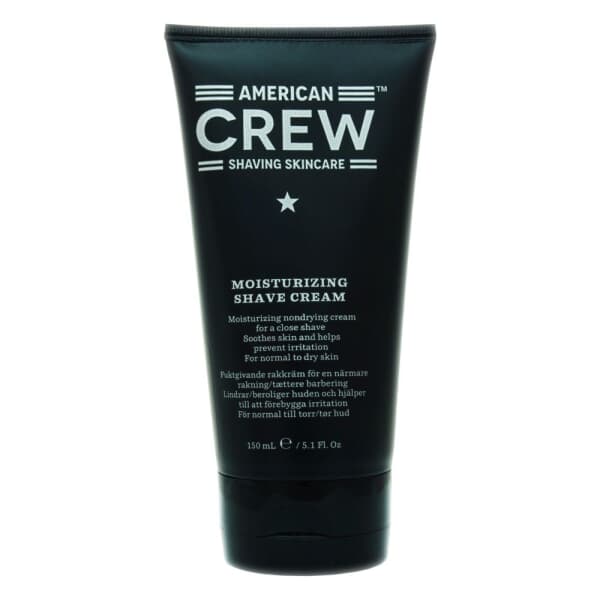 AMERICAN ™
CREW
SHAVING SKINCARE
MOISTURIZING
SHAVE CREAM
Moisturizing nondrying cream
for a close shave
Soothes skin and helps
prevent irritation
For normal to dry skin
Fuktgivande rakkräm för en närmare
rakning/tættere barbering
Lindrar/beroliger huden och hjälper
till att förebygga irritation
För normal till torr/tør hud
150 mL ℮ / 5.1 Fl. Oz